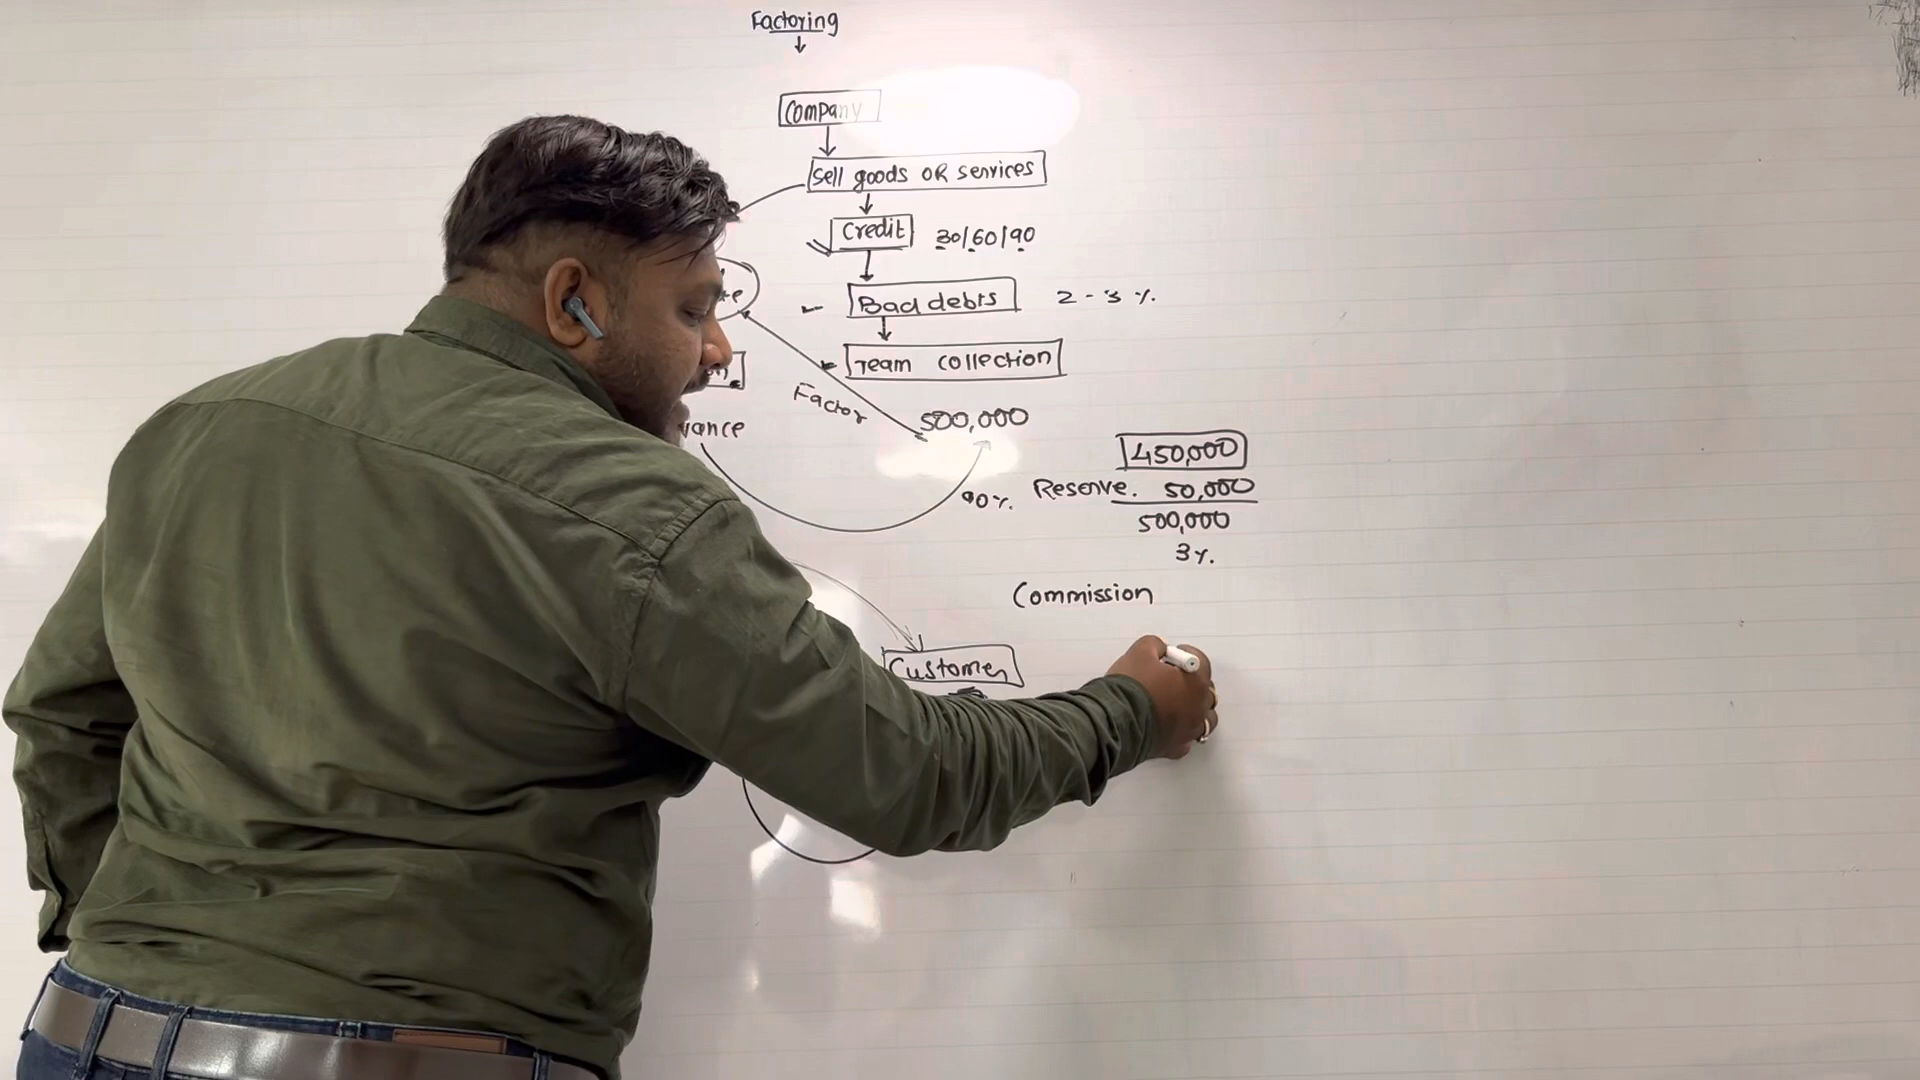 Factoring
Company
Sell goods OR services
Credit 30/60/90
Bad debts 2-3 %.
Team collection
Factor
500,000
450,000
90%. Reserve. 50,000
500,000
3%.
Commission
Customer